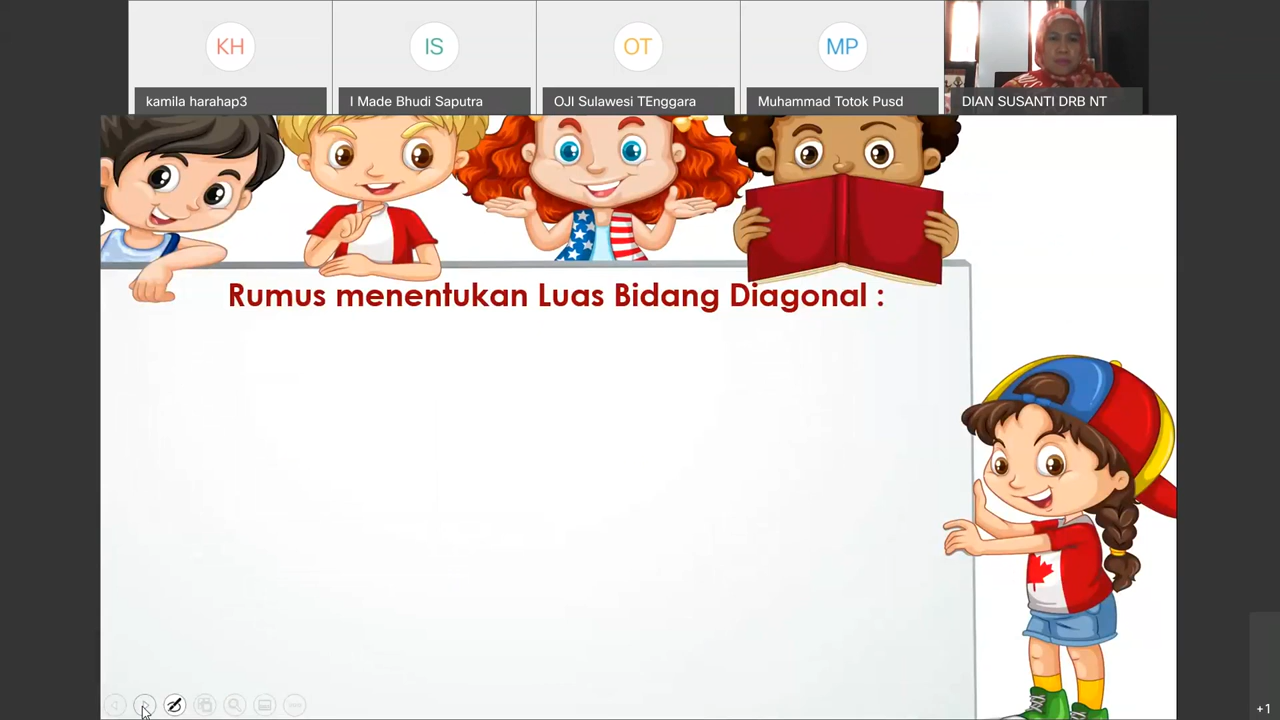 KH
IS
OT
MP
kamila harahap3
I Made Bhudi Saputra
OJI Sulawesi TEnggara
Muhammad Totok Pusd
DIAN SUSANTI DRB NT
Rumus menentukan Luas Bidang Diagonal :
+1